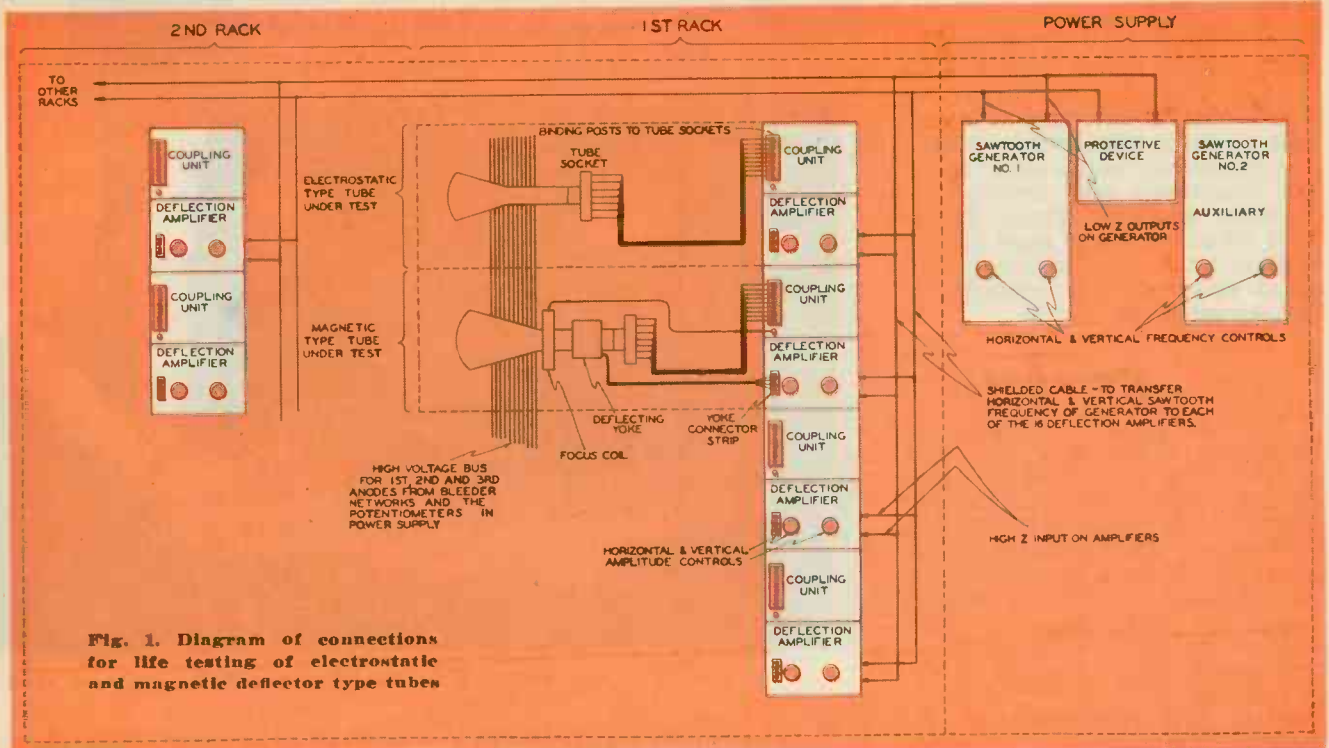 2ND RACK
1ST RACK
POWER SUPPLY
TO
OTHER
RACKS
COUPLING
UNIT
DEFLECTION
AMPLIFIER
COUPLING
UNIT
DEFLECTION
AMPLIFIER
ELECTROSTATIC
TYPE TUBE
UNDER TEST
MAGNETIC
TYPE TUBE
UNDER TEST
BINDING POSTS TO TUBE SOCKETS
TUBE
SOCKET
DEFLECTING
YOKE
FOCUS COIL
YOKE
CONNECTOR
STRIP
HIGH VOLTAGE BUS
FOR 1ST, 2ND AND 3RD
ANODES FROM BLEEDER
NETWORKS AND THE
POTENTIOMETERS IN
POWER SUPPLY
HORIZONTAL & VERTICAL
AMPLITUDE CONTROLS
COUPLING
UNIT
DEFLECTION
AMPLIFIER
COUPLING
UNIT
DEFLECTION
AMPLIFIER
COUPLING
UNIT
DEFLECTION
AMPLIFIER
COUPLING
UNIT
DEFLECTION
AMPLIFIER
SAWTOOTH
GENERATOR
NO. 1
PROTECTIVE
DEVICE
SAWTOOTH
GENERATOR
NO. 2
AUXILIARY
LOW Z OUTPUTS
ON GENERATOR
HORIZONTAL & VERTICAL FREQUENCY CONTROLS
SHIELDED CABLE - TO TRANSFER
HORIZONTAL & VERTICAL SAWTOOTH
FREQUENCY OF GENERATOR TO EACH
OF THE 16 DEFLECTION AMPLIFIERS.
HIGH Z INPUT ON AMPLIFIERS
Fig. 1. Diagram of connections
for life testing of electrostatic
and magnetic deflector type tubes